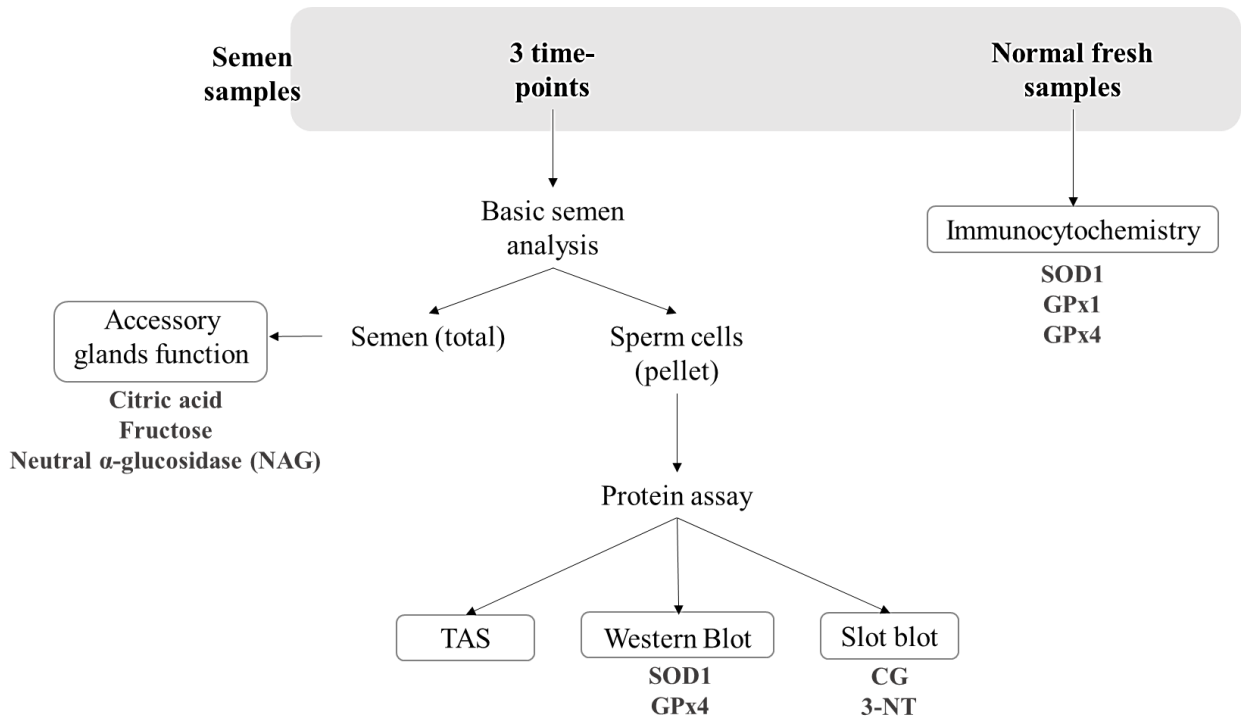 Semen
samples
3 time-
points
Normal fresh
samples
Basic semen
analysis
Immunocytochemistry
SOD1
GPx1
GPx4
Accessory
glands function
Semen (total)
Sperm cells
(pellet)
Citric acid
Fructose
Neutral α-glucosidase (NAG)
Protein assay
TAS
Western Blot
Slot blot
SOD1
GPx4
CG
3-NT